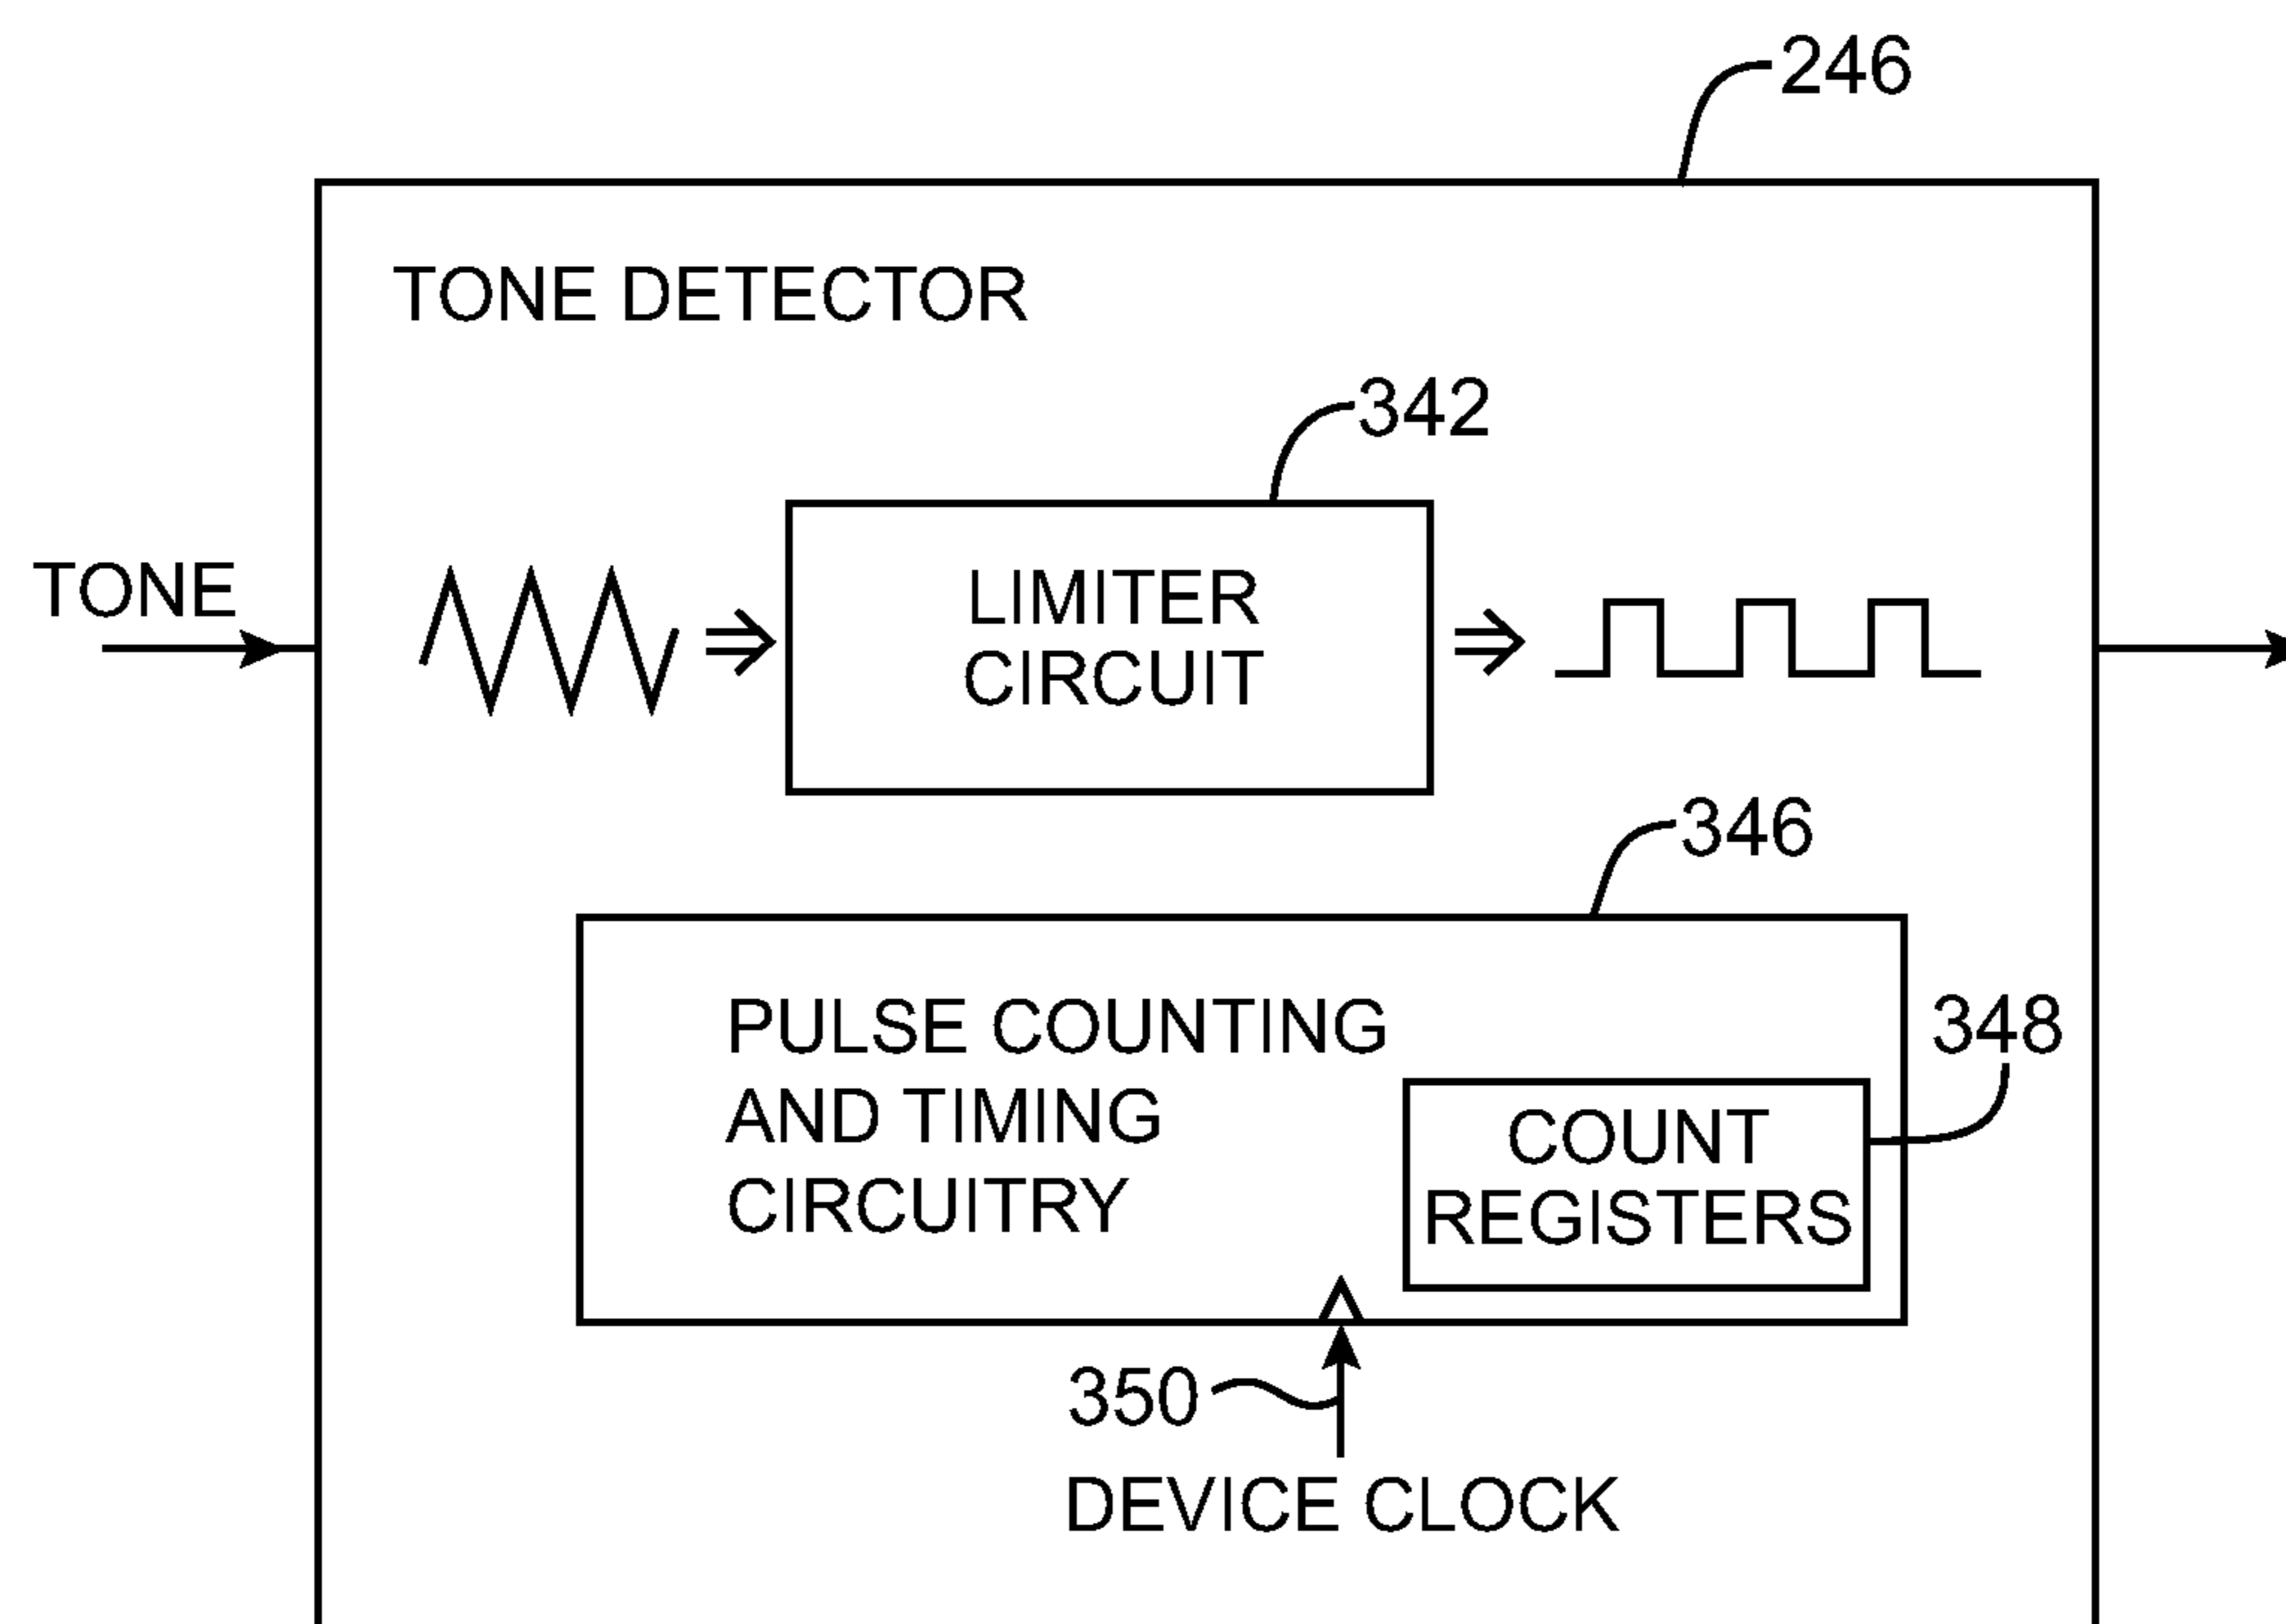 246
TONE DETECTOR
342
TONE
LIMITER
CIRCUIT
346
PULSE COUNTING
AND TIMING
CIRCUITRY
348
COUNT
REGISTERS
350
DEVICE CLOCK